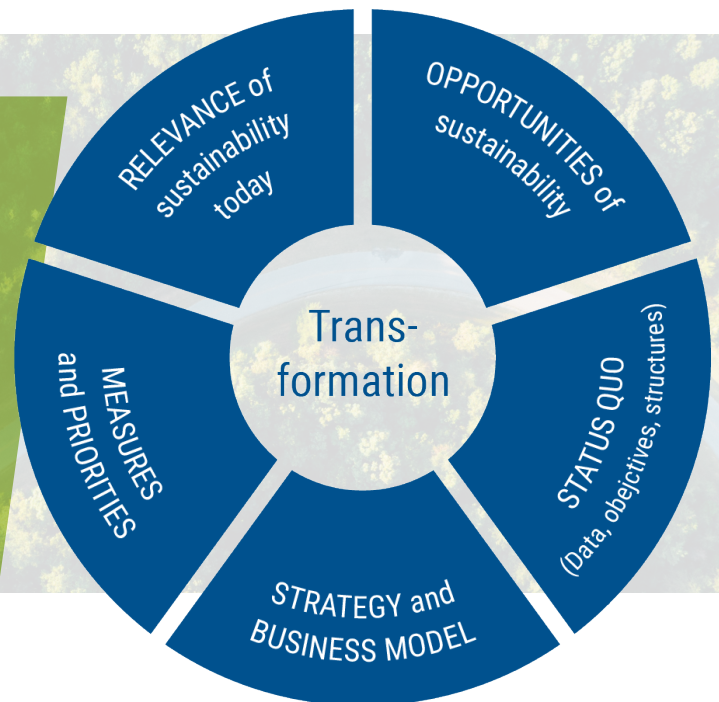 RELEVANCE of
sustainability
today
OPPORTUNITIES of
sustainability
STATUS QUO
(Data, obejctives, structures)
STRATEGY and
BUSINESS MODEL
MEASURES
and PRIORITIES
Trans-
formation